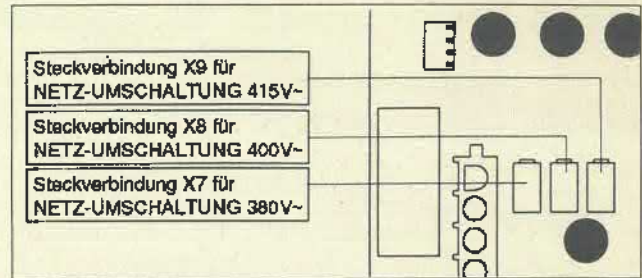 Steckverbindung X9 für
NETZ-UMSCHALTUNG 415V~
Steckverbindung X8 für
NETZ-UMSCHALTUNG 400V~
Steckverbindung X7 für
NETZ-UMSCHALTUNG 380V~